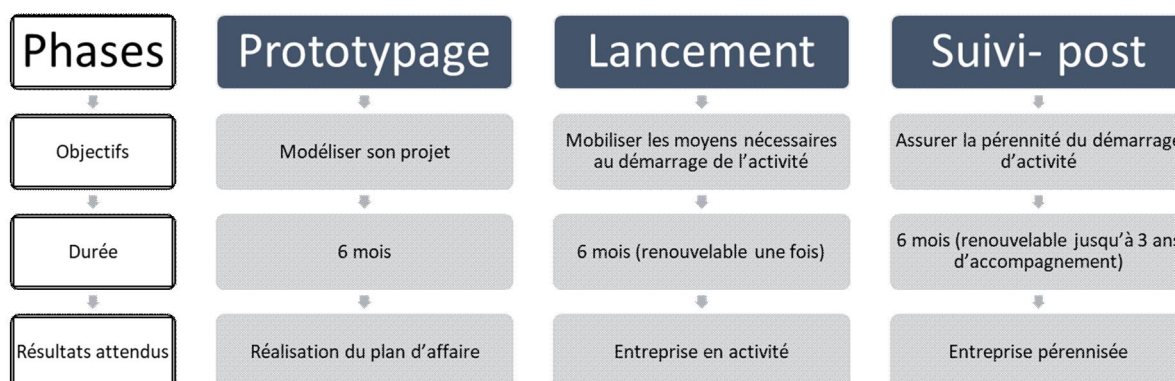 Phases
Prototypage
Lancement
Suivi- post
Objectifs
Modéliser son projet
Mobiliser les moyens nécessaires
au démarrage de l'activité
Assurer la pérennité du démarrage
d'activité
Durée
6 mois
6 mois (renouvelable une fois)
6 mois (renouvelable jusqu'à 3 ans
d'accompagnement)
Résultats attendus
Réalisation du plan d'affaire
Entreprise en activité
Entreprise pérennisée